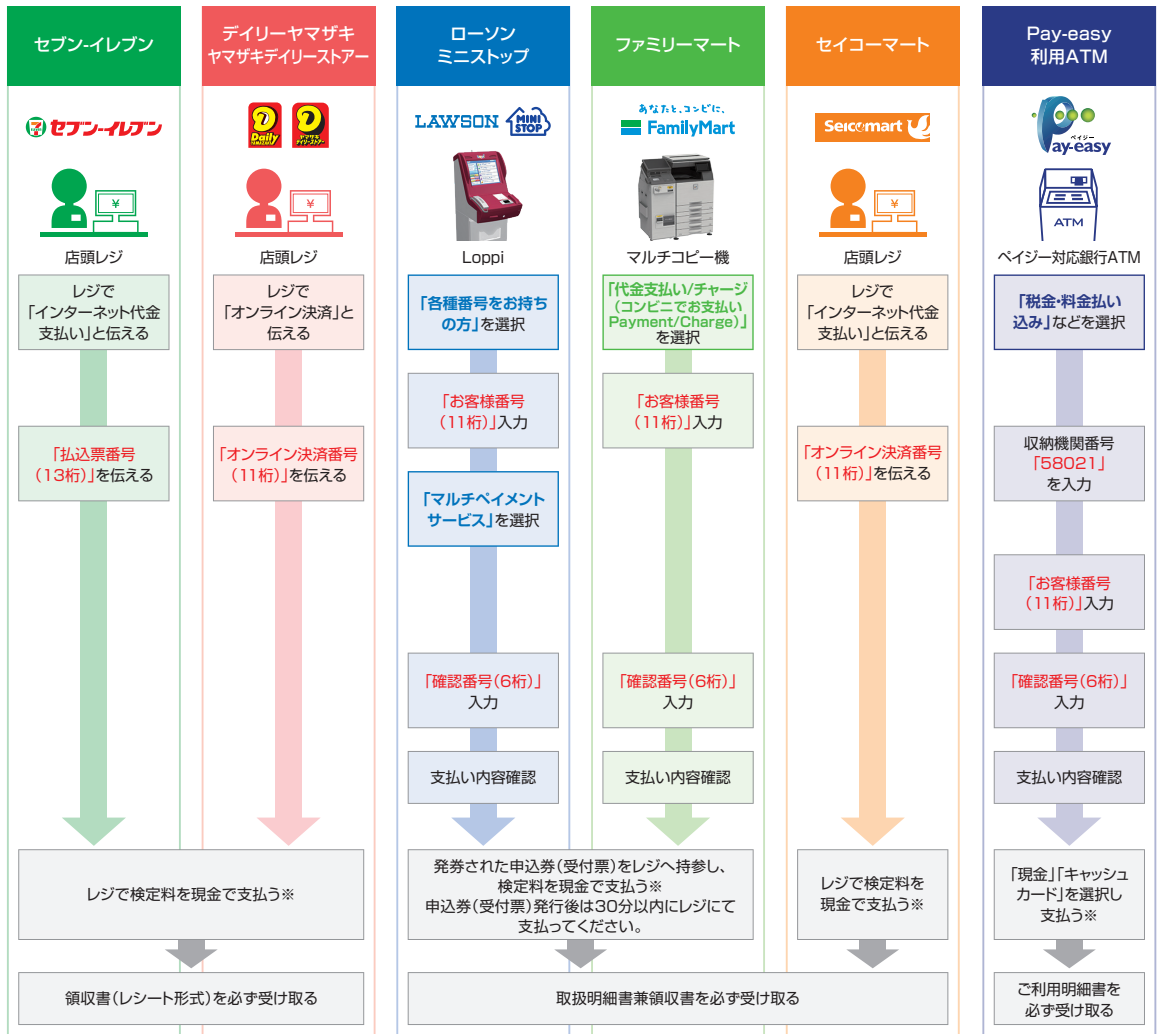 セブン-イレブン
セブン-イレブン
店頭レジ
レジで
「インターネット代金
支払い」と伝える
「払込票番号
(13桁)」を伝える
デイリーヤマザキ
ヤマザキデイリーストアー
Daily
YAMAZAKI
ヤマザキ
デイリーストアー
店頭レジ
レジで
「オンライン決済」と
伝える
「オンライン決済番号
(11桁)」を伝える
レジで検定料を現金で支払う※
領収書(レシート形式)を必ず受け取る
ローソン
ミニストップ
LAWSON
MINI
STOP
Loppi
「各種番号をお持ち
の方」を選択
「お客様番号
(11桁)」入力
「マルチペイメント
サービス」を選択
「確認番号(6桁)」
入力
支払い内容確認
ファミリーマート
あなたと、コンビに、
FamilyMart
マルチコピー機
「代金支払い/チャージ
(コンビニでお支払い
Payment/Charge)」
を選択
「お客様番号
(11桁)」入力
「確認番号(6桁)」
入力
支払い内容確認
発券された申込券(受付票)をレジへ持参し、
検定料を現金で支払う※
申込券(受付票)発行後は30分以内にレジにて
支払ってください。
セイコーマート
Seicomart
店頭レジ
レジで
「インターネット代金
支払い」と伝える
「オンライン決済番号
(11桁)」を伝える
レジで検定料を
現金で支払う※
取扱明細書兼領収書を必ず受け取る
Pay-easy
利用ATM
ペイジー
Pay-easy
ATM
ペイジー対応銀行ATM
「税金・料金払い
込み」などを選択
収納機関番号
「58021」
を入力
「お客様番号
(11桁)」入力
「確認番号(6桁)」
入力
支払い内容確認
「現金」「キャッシュ
カード」を選択し
支払う※
ご利用明細書を
必ず受け取る